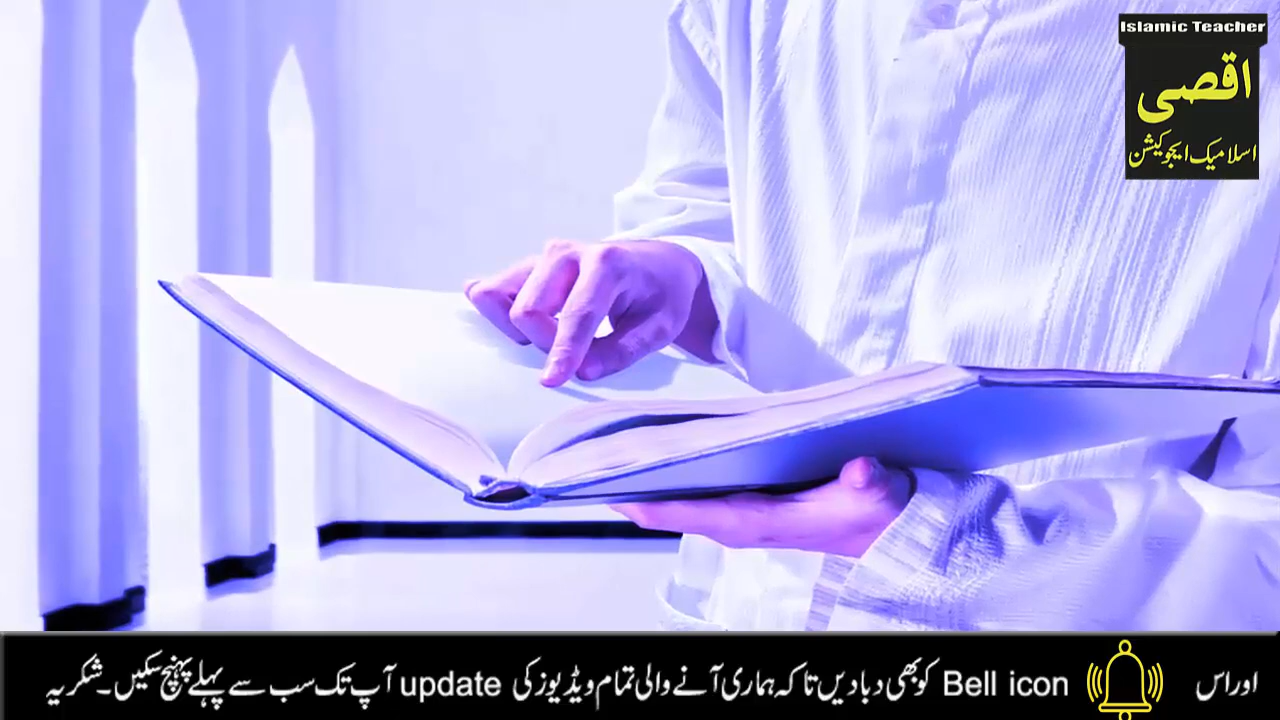 Islamic Teacher
اقصی
اسلامیک ایجوکیشن
اور اس Bell icon کو بھی دبا دیں تا کہ ہماری آنے والی تمام ویڈیوز کی update آپ تک سب سے پہلے پہنچ سکیں۔شکریہ